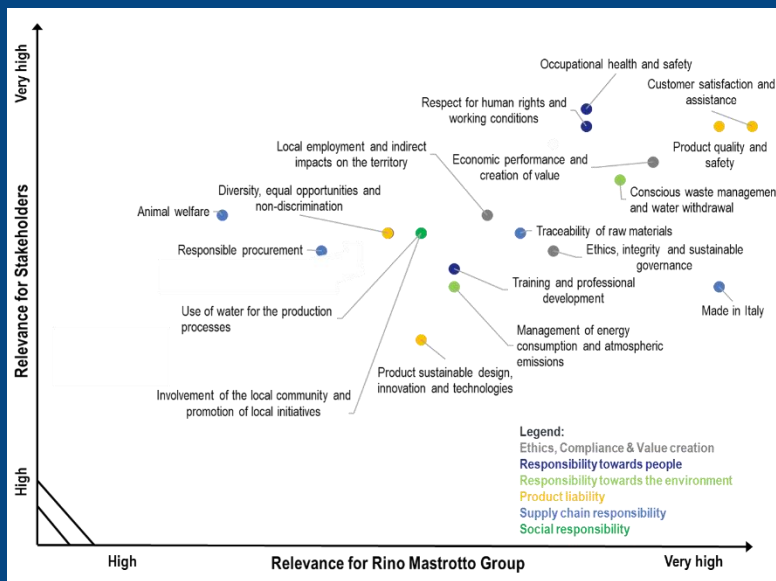 Very high
Relevance for Stakeholders
High
Occupational health and safety
Customer satisfaction and
assistance
Respect for human rights and
working conditions
Local employment and indirect
impacts on the territory
Economic performance and
creation of value
Product quality and
safety
Diversity, equal opportunities and
non-discrimination
Conscious waste management
and water withdrawal
Animal welfare
Traceability of raw materials
Responsible procurement
Ethics, integrity and sustainable
governance
Training and professional
development
Use of water for the production
processes
Made in Italy
Management of energy
consumption and atmospheric
emissions
Product sustainable design,
innovation and technologies
Involvement of the local community and
promotion of local initiatives
Legend:
Ethics, Compliance & Value creation
Responsibility towards people
Responsibility towards the environment
Product liability
Supply chain responsibility
Social responsibility
High
Relevance for Rino Mastrotto Group
Very high